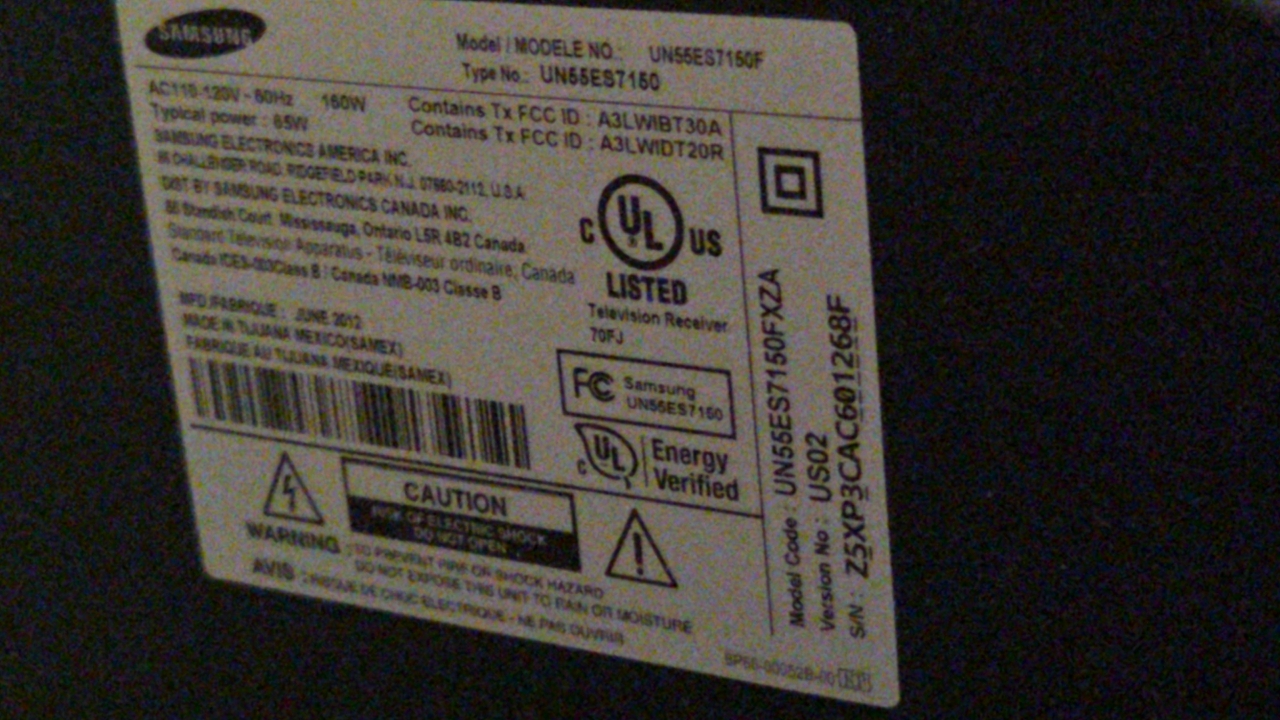 SAMSUNG
Model / MODELE NO.: UN55ES7150F
Type No.: UN55ES7150
AC110-120V~60Hz 160W
Typical power : 85W
Contains Tx FCC ID : A3LWIBT30A
Contains Tx FCC ID : A3LWIDT20R
SAMSUNG ELECTRONICS AMERICA INC.
85 CHALLENGER ROAD, RIDGEFIELD PARK N.J. 07660-2112, U.S.A
DIST BY SAMSUNG ELECTRONICS CANADA INC.
55 Standish Court, Mississauga, Ontario L5R 4B2 Canada
Standard Television Apparatus - Téléviseur ordinaire, Canada
Canada ICES-003Class B / Canada NMB-003 Classe B
MFD./FABRIQUE : JUNE 2012
MADE IN TIJUANA MEXICO(SAMEX)
FABRIQUE AU TIJUANA MEXIQUE(SAMEX)
C UL US
®
LISTED
Television Receiver
70FJ
FC Samsung
UN55ES7150
c UL Energy
Verified
CAUTION
RISK OF ELECTRIC SHOCK
DO NOT OPEN
WARNING : TO PREVENT FIRE OR SHOCK HAZARD
DO NOT EXPOSE THIS UNIT TO RAIN OR MOISTURE
AVIS : RISQUE DE CHOC ELECTRIQUE - NE PAS OUVRIR
Model Code : UN55ES7150FXZA
Version No : US02
S/N : Z5XP3CAC601268F